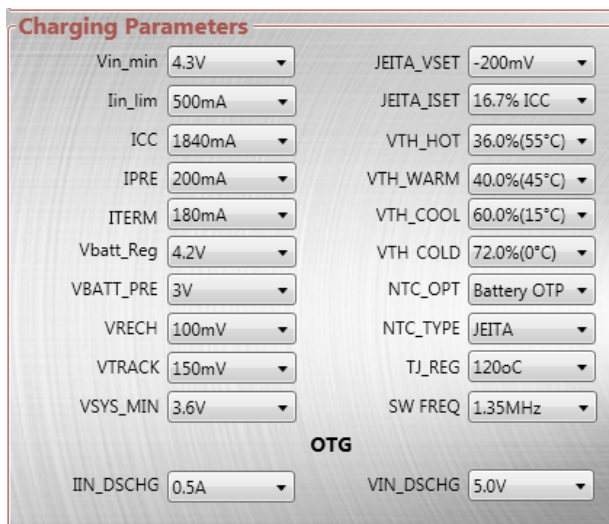 Charging Parameters
Vin_min 4.3V JEITA_VSET -200mV
Iin_lim 500mA JEITA_ISET 16.7% ICC
ICC 1840mA VTH_HOT 36.0%(55°C)
IPRE 200mA VTH_WARM 40.0%(45°C)
ITERM 180mA VTH_COOL 60.0%(15°C)
Vbatt_Reg 4.2V VTH COLD 72.0%(0°C)
VBATT_PRE 3V NTC_OPT Battery OTP
VRECH 100mV NTC_TYPE JEITA
VTRACK 150mV TJ_REG 120oC
VSYS_MIN 3.6V SW FREQ 1.35MHz
OTG
IIN_DSCHG 0.5A VIN_DSCHG 5.0V